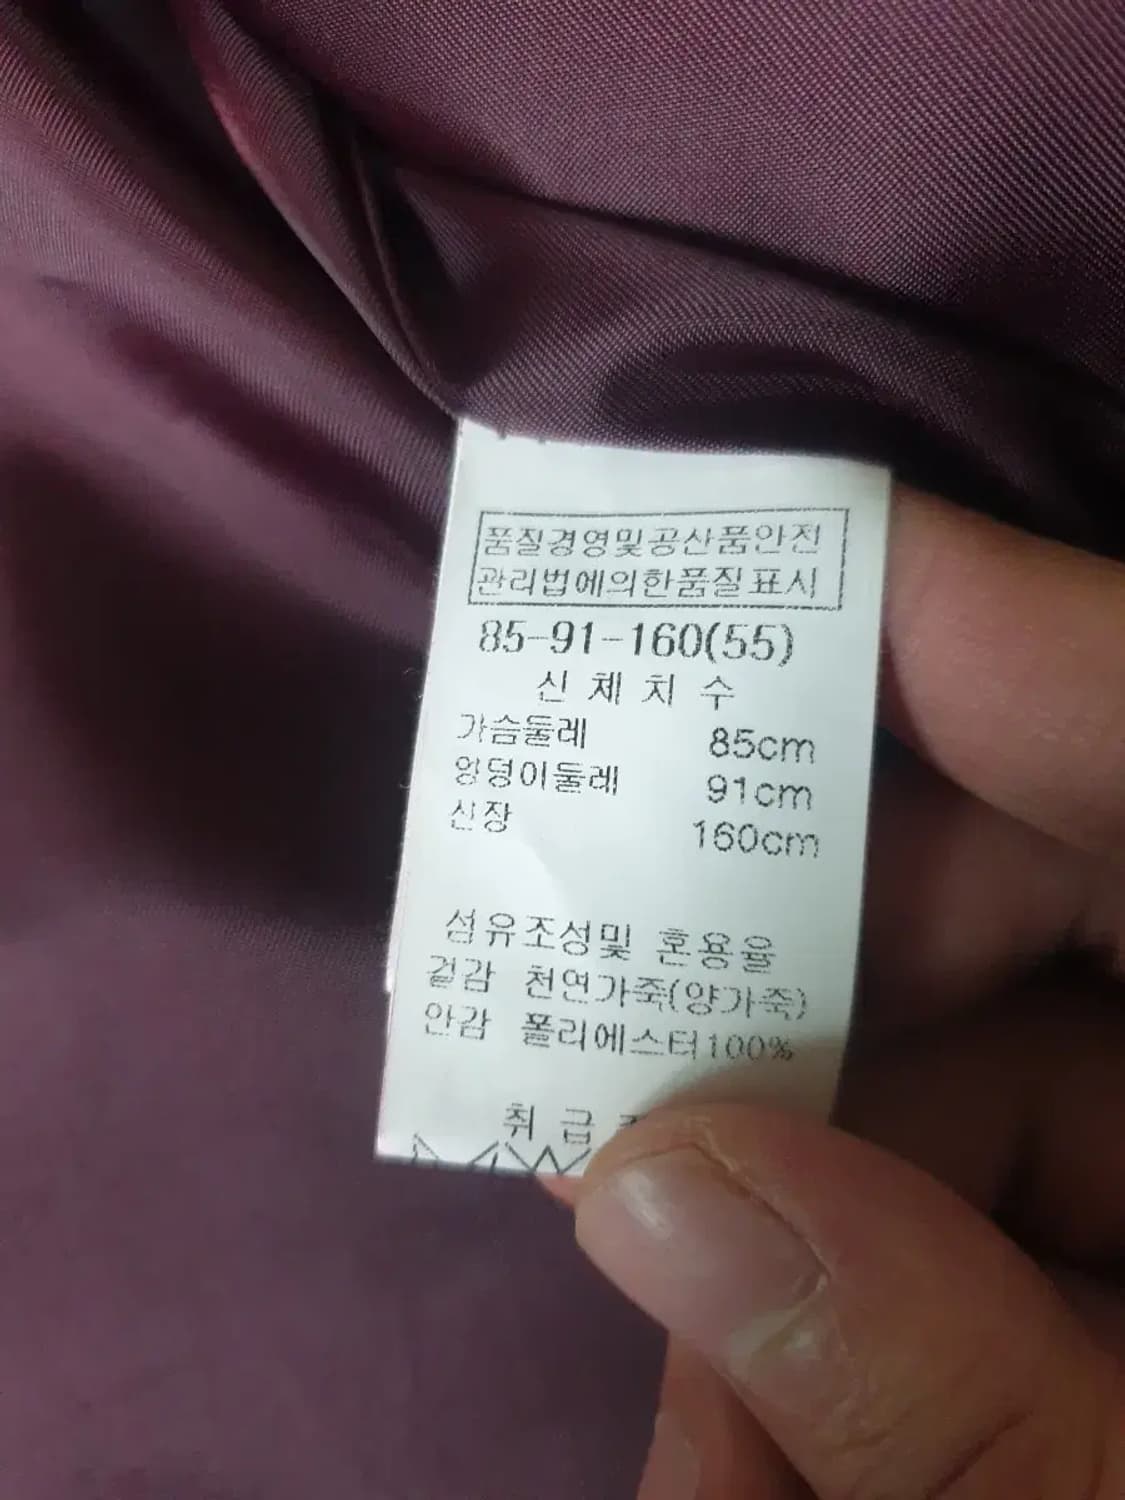 품질경영및공산품안전
관리법에의한품질표시
85-91-160(55)
신체치수
가슴둘레 85cm
엉덩이둘레 91cm
신장 160cm
섬유조성및 혼용율
겉감 천연가죽(양가죽)
안감 폴리에스터100%
취급